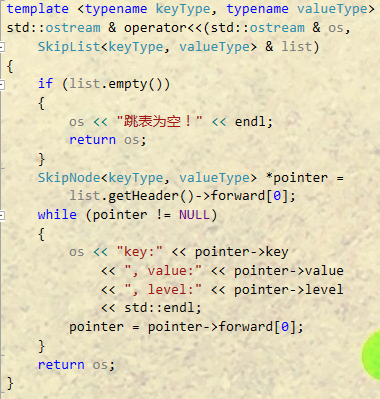 template <typename keyType, typename valueType>
std::ostream & operator<<(std::ostream & os,
    SkipList<keyType, valueType> & list)
{
    if (list.empty())
    {
        os << "跳表为空！" << endl;
        return os;
    }
    SkipNode<keyType, valueType> *pointer =
        list.getHeader()->forward[0];
    while (pointer != NULL)
    {
        os << "key:" << pointer->key
            << ", value:" << pointer->value
            << ", level:" << pointer->level
            << std::endl;
        pointer = pointer->forward[0];
    }
    return os;
}